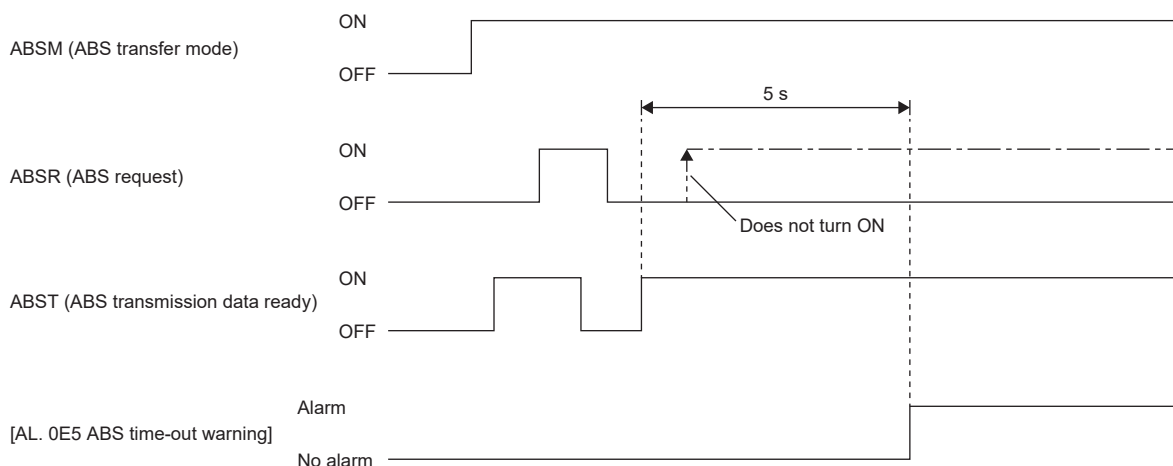 ON
ABSM (ABS transfer mode)
OFF
5 s
ON
ABSR (ABS request)
OFF
Does not turn ON
ON
ABST (ABS transmission data ready)
OFF
Alarm
[AL. 0E5 ABS time-out warning]
No alarm